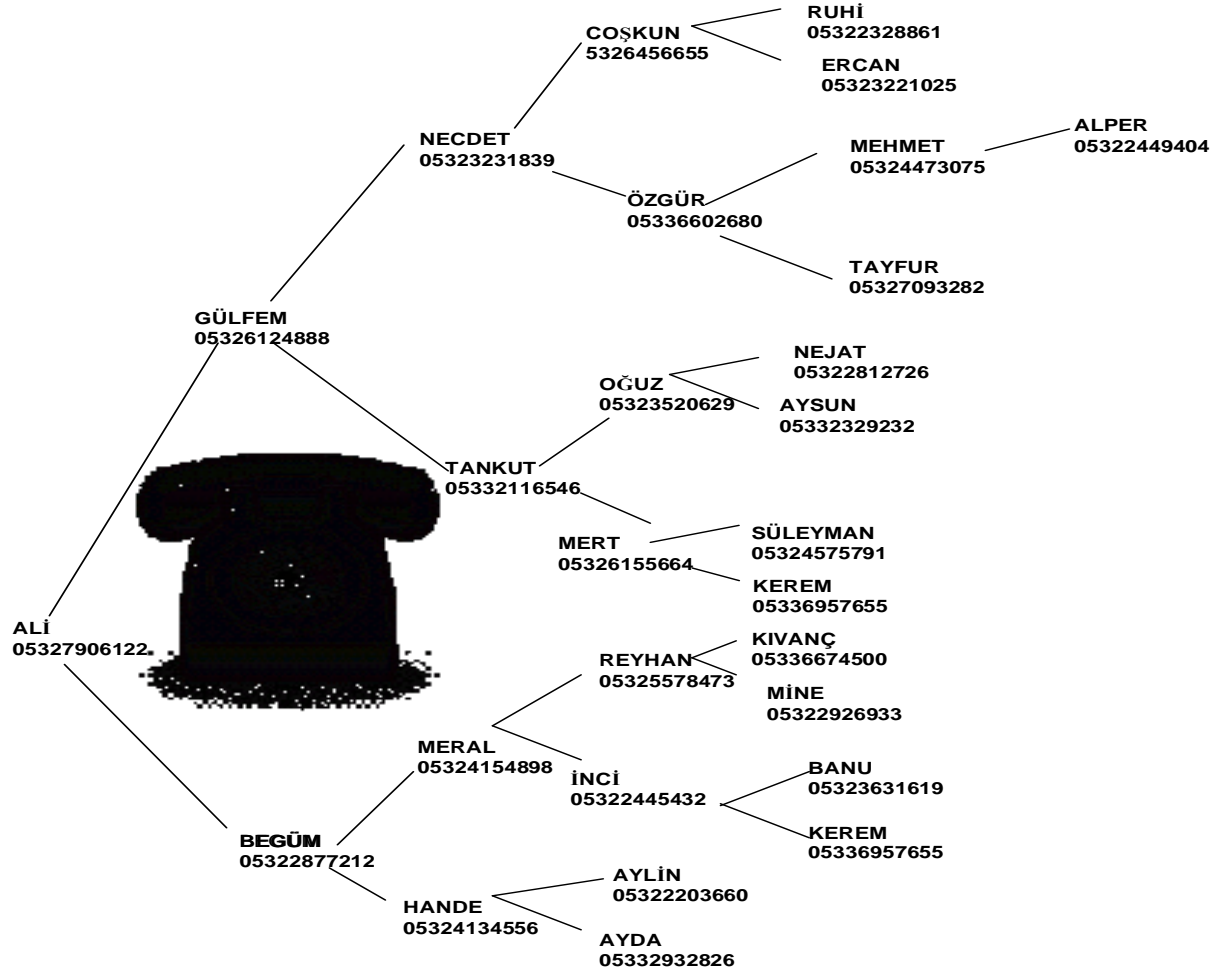 COŞKUN
5326456655
RUHİ
05322328861
ERCAN
05323221025
NECDET
05323231839
MEHMET
05324473075
ALPER
05322449404
ÖZGÜR
05336602680
TAYFUR
05327093282
GÜLFEM
05326124888
NEJAT
05322812726
OĞUZ
05323520629
AYSUN
05332329232
TANKUT
05332116546
MERT
05326155664
SÜLEYMAN
05324575791
KEREM
05336957655
ALİ
05327906122
REYHAN
05325578473
KIVANÇ
05336674500
MİNE
05322926933
MERAL
05324154898
İNCİ
05322445432
BANU
05323631619
KEREM
05336957655
BEGÜM
05322877212
HANDE
05324134556
AYLİN
05322203660
AYDA
05332932826